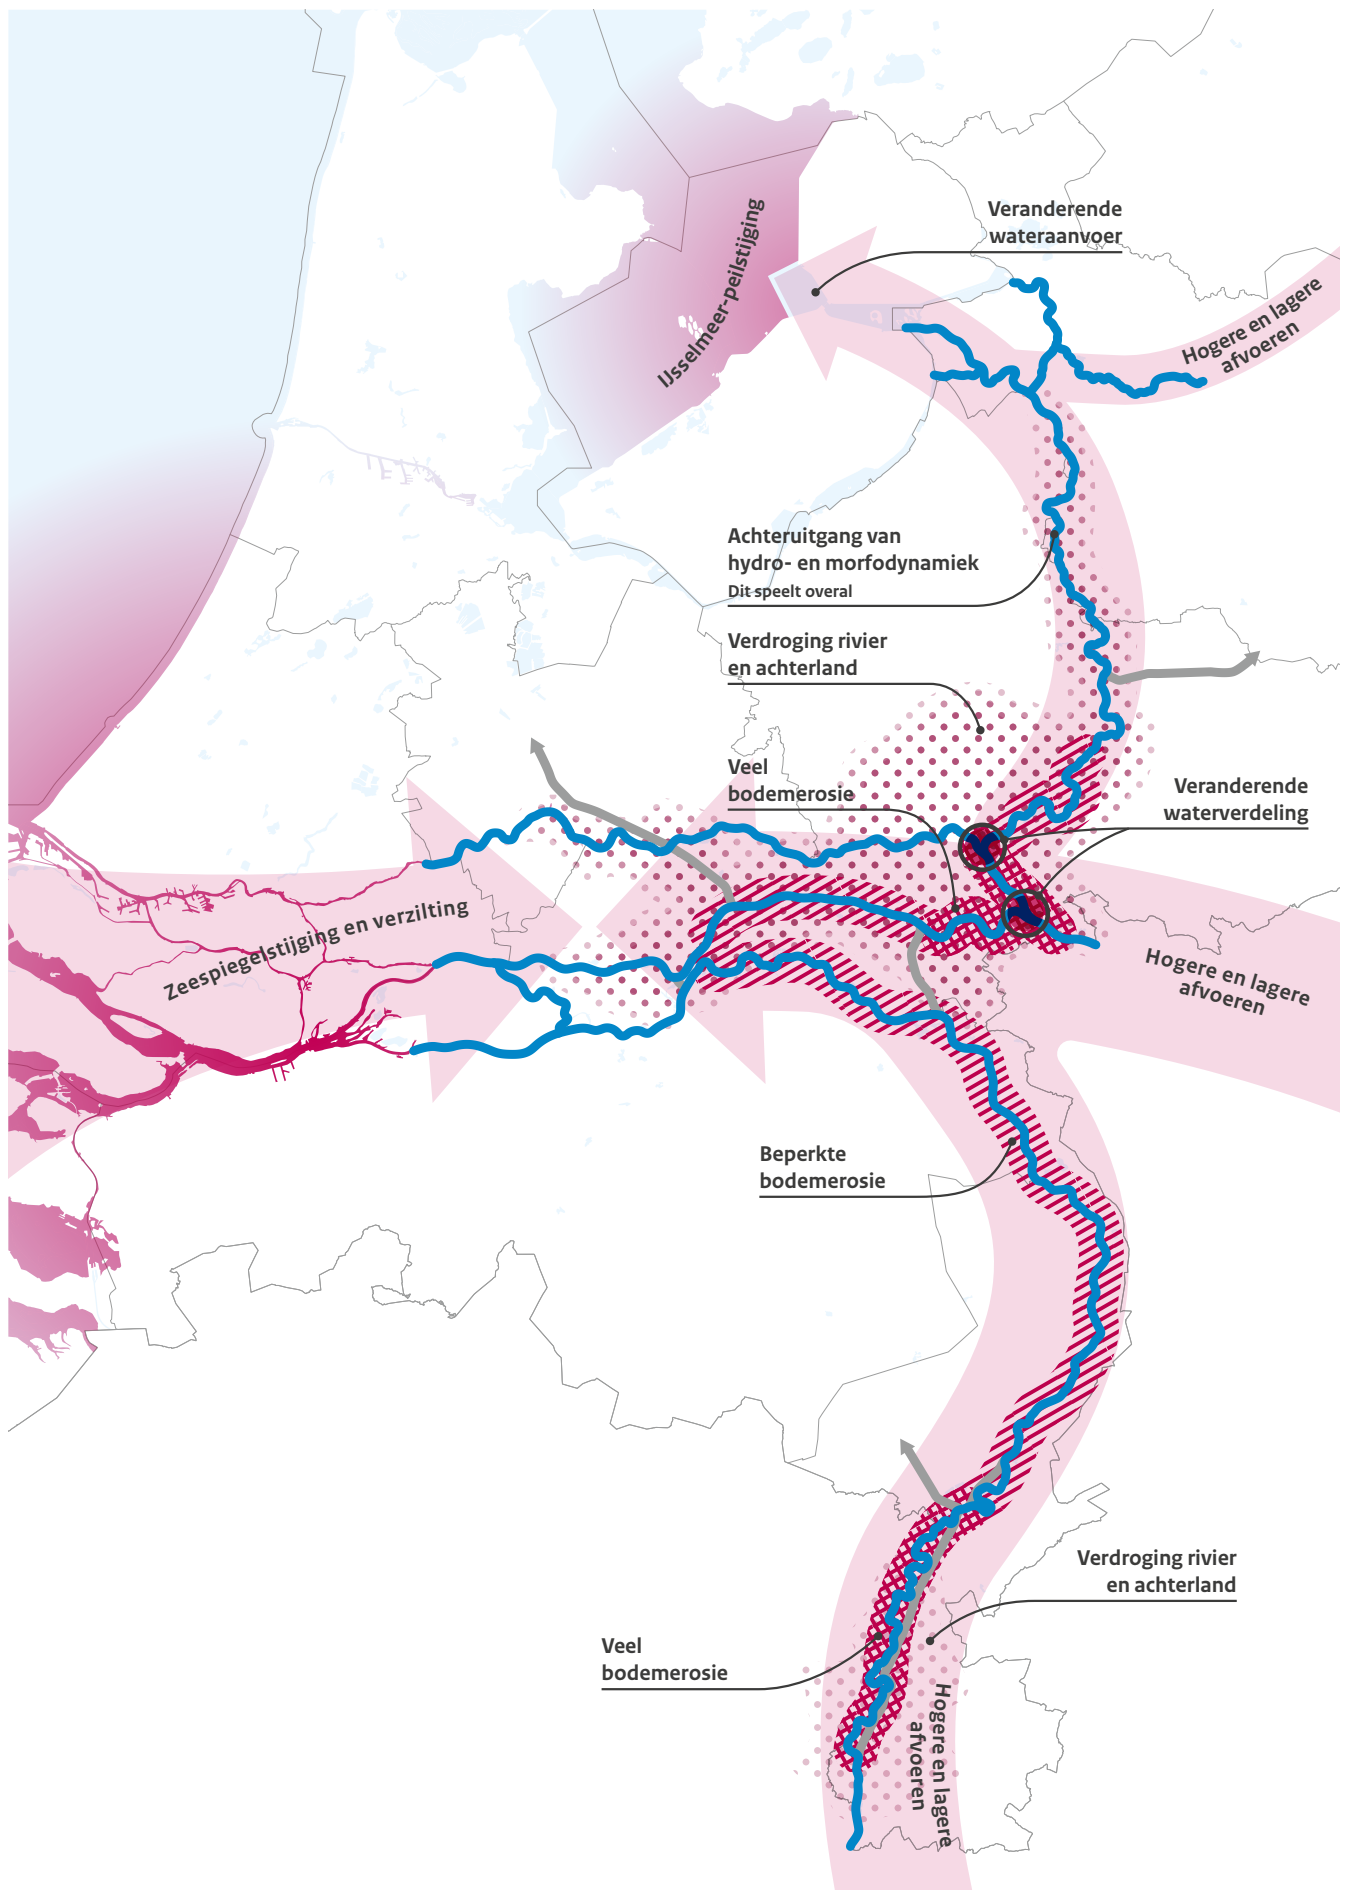 Veranderende
wateraanvoer
IJsselmeer-peilstijging
Hogere en lagere
afvoeren
Achteruitgang van
hydro- en morfodynamiek
Dit speelt overal
Verdroging rivier
en achterland
Veel
bodemerosie
Veranderende
waterverdeling
Zeespiegelstijging en verzilting
Hogere en lagere
afvoeren
Beperkte
bodemerosie
Verdroging rivier
en achterland
Veel
bodemerosie
Hogere en lagere
afvoeren